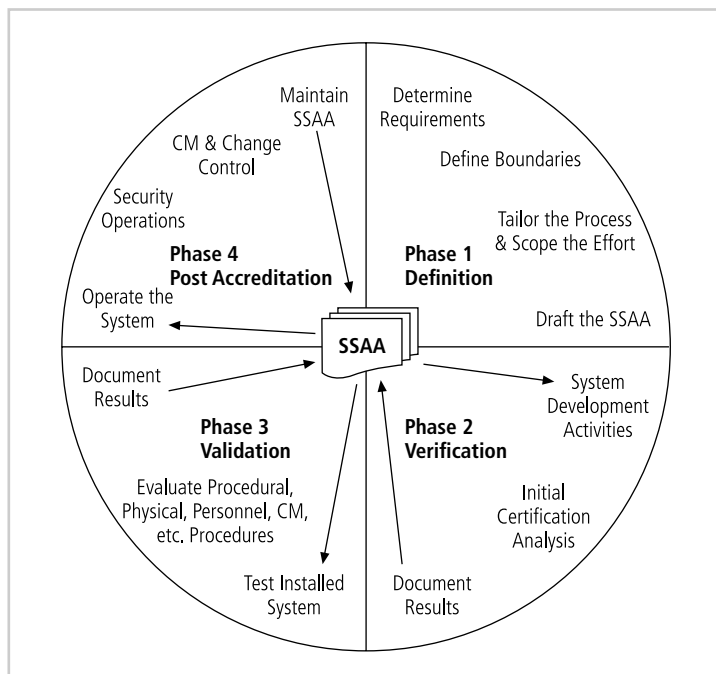 Maintain
SSAA
CM & Change
Control
Security
Operations
Phase 4
Post Accreditation
Operate the
System
Determine
Requirements
Define Boundaries
Tailor the Process
& Scope the Effort
Phase 1
Definition
Draft the SSAA
SSAA
Document
Results
Phase 3
Validation
Evaluate Procedural,
Physical, Personnel, CM,
etc. Procedures
Test Installed
System
System
Development
Activities
Phase 2
Verification
Initial
Certification
Analysis
Document
Results